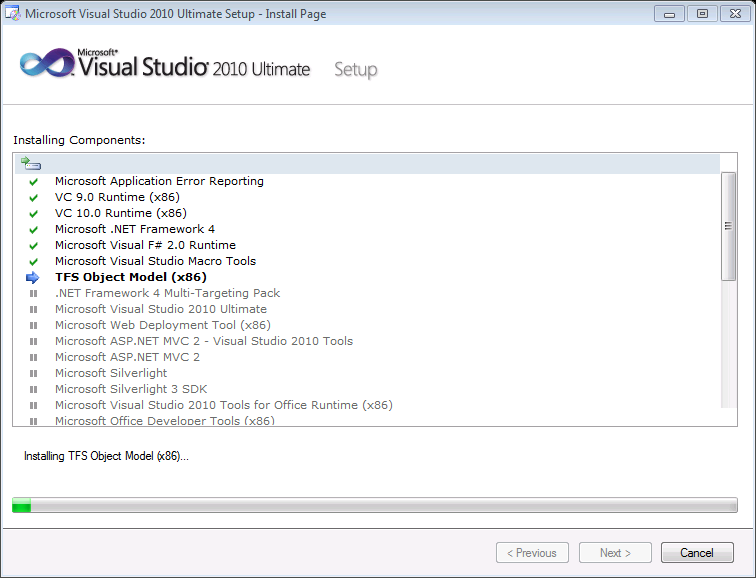 Microsoft Visual Studio 2010 Ultimate Setup - Install Page
Microsoft®
Visual Studio® 2010 Ultimate Setup
Installing Components:
Microsoft Application Error Reporting
VC 9.0 Runtime (x86)
VC 10.0 Runtime (x86)
Microsoft .NET Framework 4
Microsoft Visual F# 2.0 Runtime
Microsoft Visual Studio Macro Tools
TFS Object Model (x86)
.NET Framework 4 Multi-Targeting Pack
Microsoft Visual Studio 2010 Ultimate
Microsoft Web Deployment Tool (x86)
Microsoft ASP.NET MVC 2 - Visual Studio 2010 Tools
Microsoft ASP.NET MVC 2
Microsoft Silverlight
Microsoft Silverlight 3 SDK
Microsoft Visual Studio 2010 Tools for Office Runtime (x86)
Microsoft Office Developer Tools (x86)
Installing TFS Object Model (x86)...
< Previous Next > Cancel